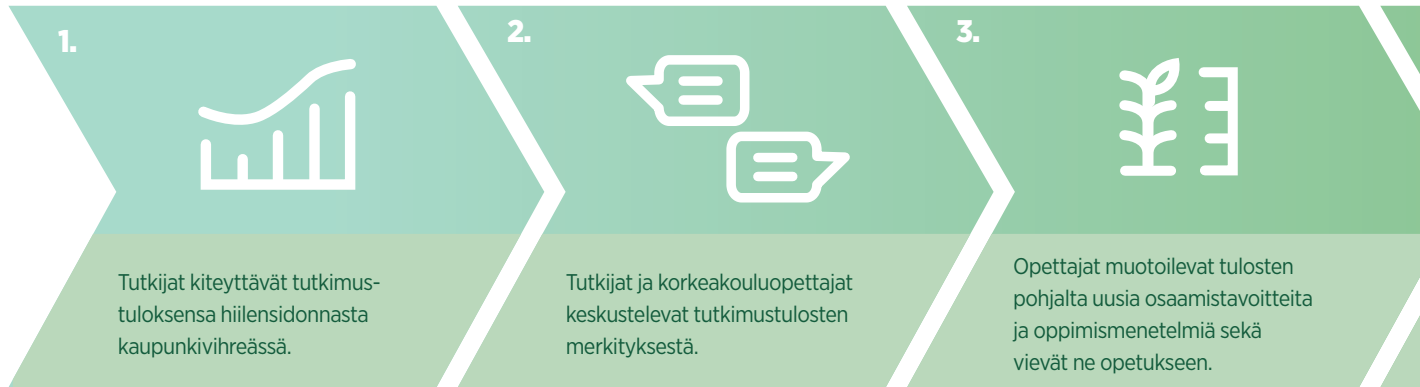 1.
Tutkijat kiteyttävät tutkimus-
tuloksensa hiilensidonnasta
kaupunkivihreässä.
2.
Tutkijat ja korkeakouluopettajat
keskustelevat tutkimustulosten
merkityksestä.
3.
Opettajat muotoilevat tulosten
pohjalta uusia osaamistavoitteita
ja oppimismenetelmiä sekä
vievät ne opetukseen.